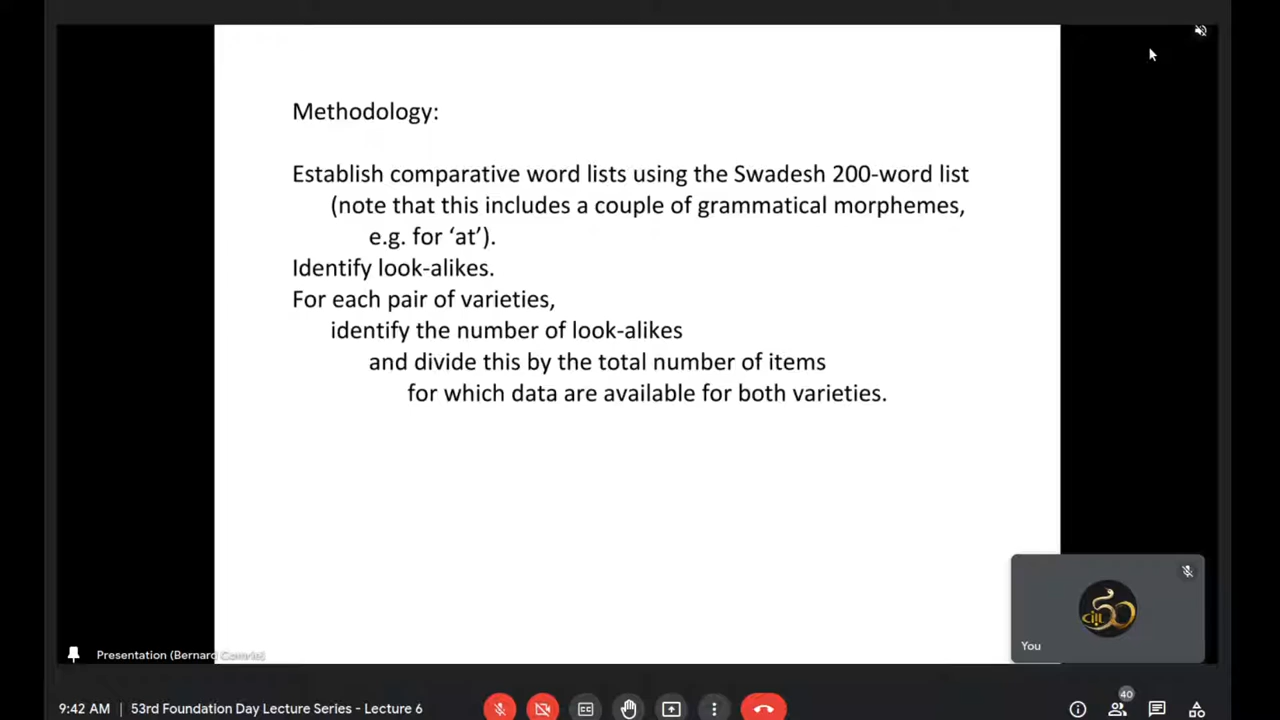 Methodology:
Establish comparative word lists using the Swadesh 200-word list
(note that this includes a couple of grammatical morphemes,
e.g. for ‘at’).
Identify look-alikes.
For each pair of varieties,
identify the number of look-alikes
and divide this by the total number of items
for which data are available for both varieties.
You
Presentation (Bernard Comrie)
40
9:42 AM | 53rd Foundation Day Lecture Series - Lecture 6